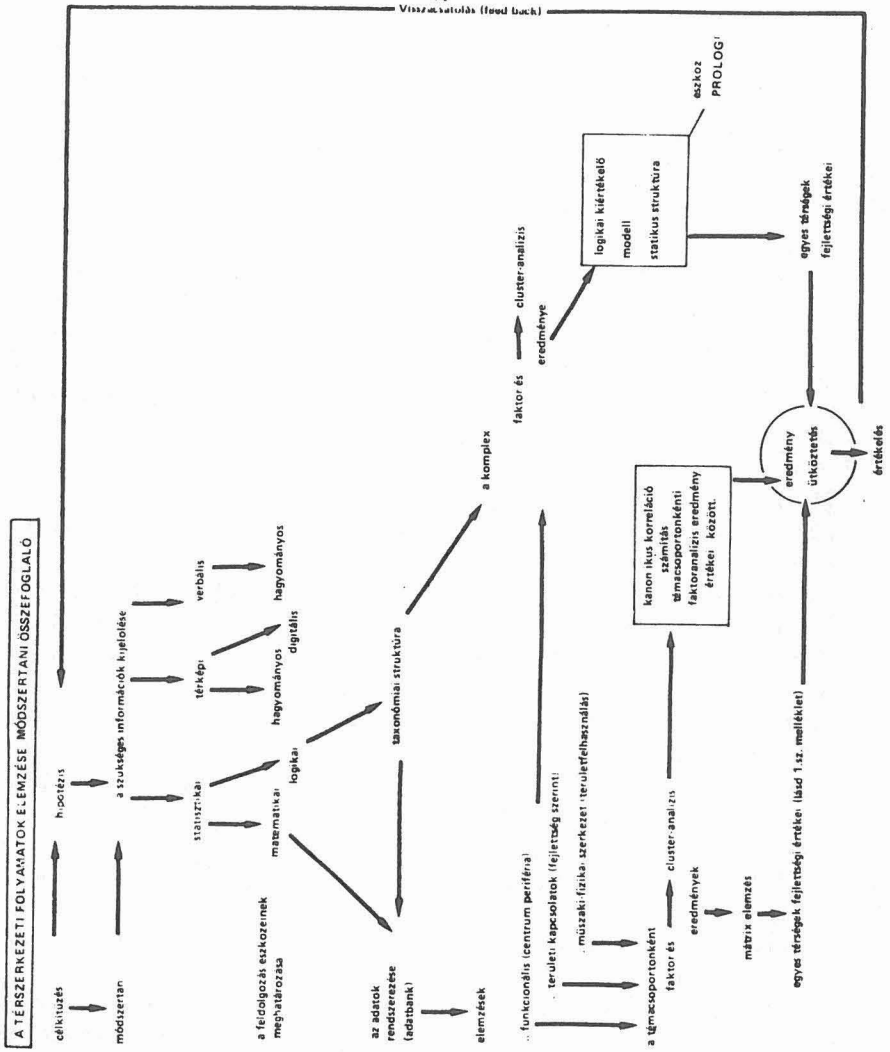 A TÉRSZERKEZETI FOLYAMATOK ELEMZÉSE MÓDSZERTANI ÖSSZEFOGLALÓ
Visszacsatolás (feed back)
célkitűzés
hipotézis
módszertan
a szükséges információk kijelölése
statisztikai
térképi
verbális
a feldolgozás eszközeinek
meghatározása
matematikai
logikai
hagyományos
digitális
hagyományos
az adatok
rendszerezése
(adatbank)
taxonómiai struktúra
elemzések
a komplex
. . funkcionális (centrum periféria)
. területi kapcsolatok (fejlettség szerint)
. műszaki-fizikai szerkezet (területfelhasználás)
faktor és
cluster-analízis
eredménye
a témacsoportonként
faktor és
cluster-analízis
eredmények
logikai kiértékelő
modell
statikus struktúra
eszköz
PROLOG
mátrix elemzés
kanon ikus korreláció
számítás
témacsoportonkénti
faktoranalízis eredmény
értékei között.
egyes térségek fejlettségi értékei (lásd 1.sz. melléklet)
eredmény
ütköztetés
egyes térségek
fejlettségi értékei
értékelés